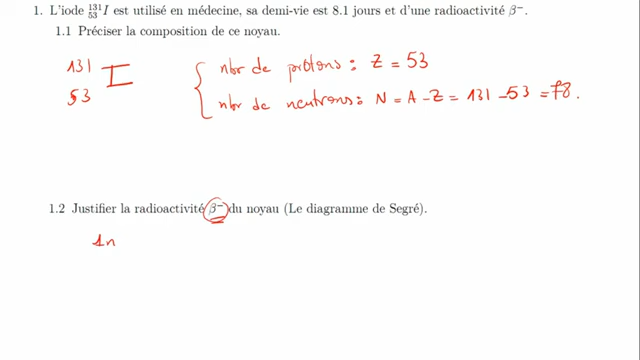 1. L'iode ¹³¹₅₃I est utilisé en médecine, sa demi-vie est 8.1 jours et d'une radioactivité β⁻.
1.1 Préciser la composition de ce noyau.
131
53 I
nbr de protons : Z = 53
nbr de neutrons : N = A - Z = 131 - 53 = 78.
1.2 Justifier la radioactivité β⁻ du noyau (Le diagramme de Segré).
1n